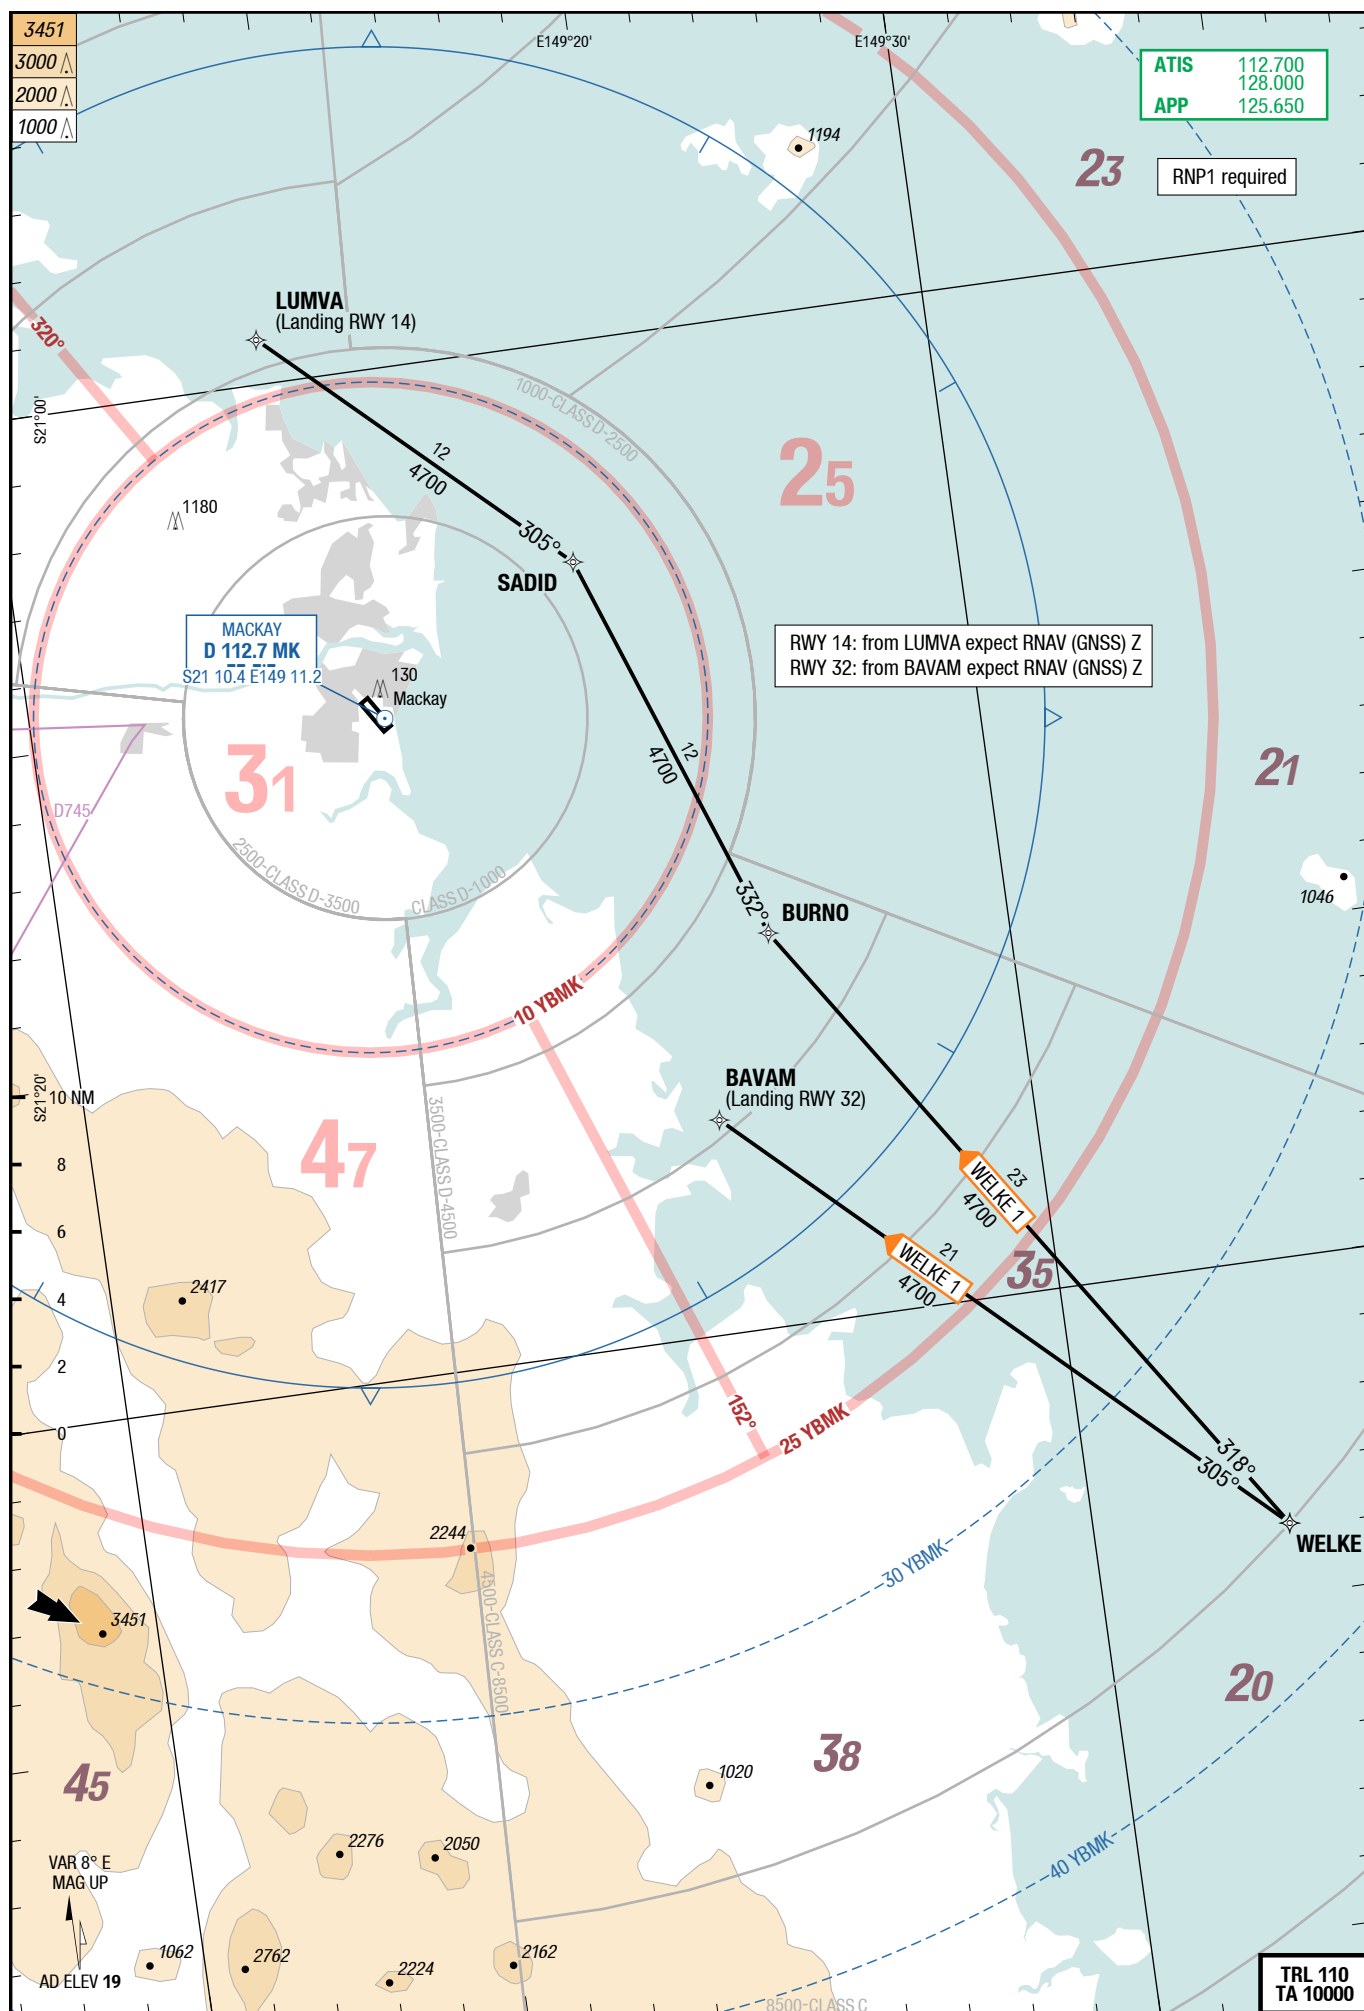 3451
3000
2000
1000
E149°20'
E149°30'
ATIS 112.700
128.000
APP 125.650
RNP1 required
23
1194
LUMVA
(Landing RWY 14)
320°
S21°00'
1000-CLASS D-2500
12
4700
305°
25
1180
SADID
MACKAY
D 112.7 MK
S21 10.4 E149 11.2
130
Mackay
RWY 14: from LUMVA expect RNAV (GNSS) Z
RWY 32: from BAVAM expect RNAV (GNSS) Z
12
4700
31
21
D745
2500-CLASS D-3500
CLASS D-1000
332°
BURNO
1046
10 YBMK
BAVAM
(Landing RWY 32)
S21°20'
10 NM
8
6
4
2
0
47
3500-CLASS D-4500
23
WELKE 1
4700
21
WELKE 1
4700
35
2417
152°
25 YBMK
318°
305°
WELKE
2244
30 YBMK
4500-CLASS C-8500
3451
20
38
45
1020
2276
2050
40 YBMK
VAR 8° E
MAG UP
1062
2762
2224
2162
AD ELEV 19
8500-CLASS C
TRL 110
TA 10000